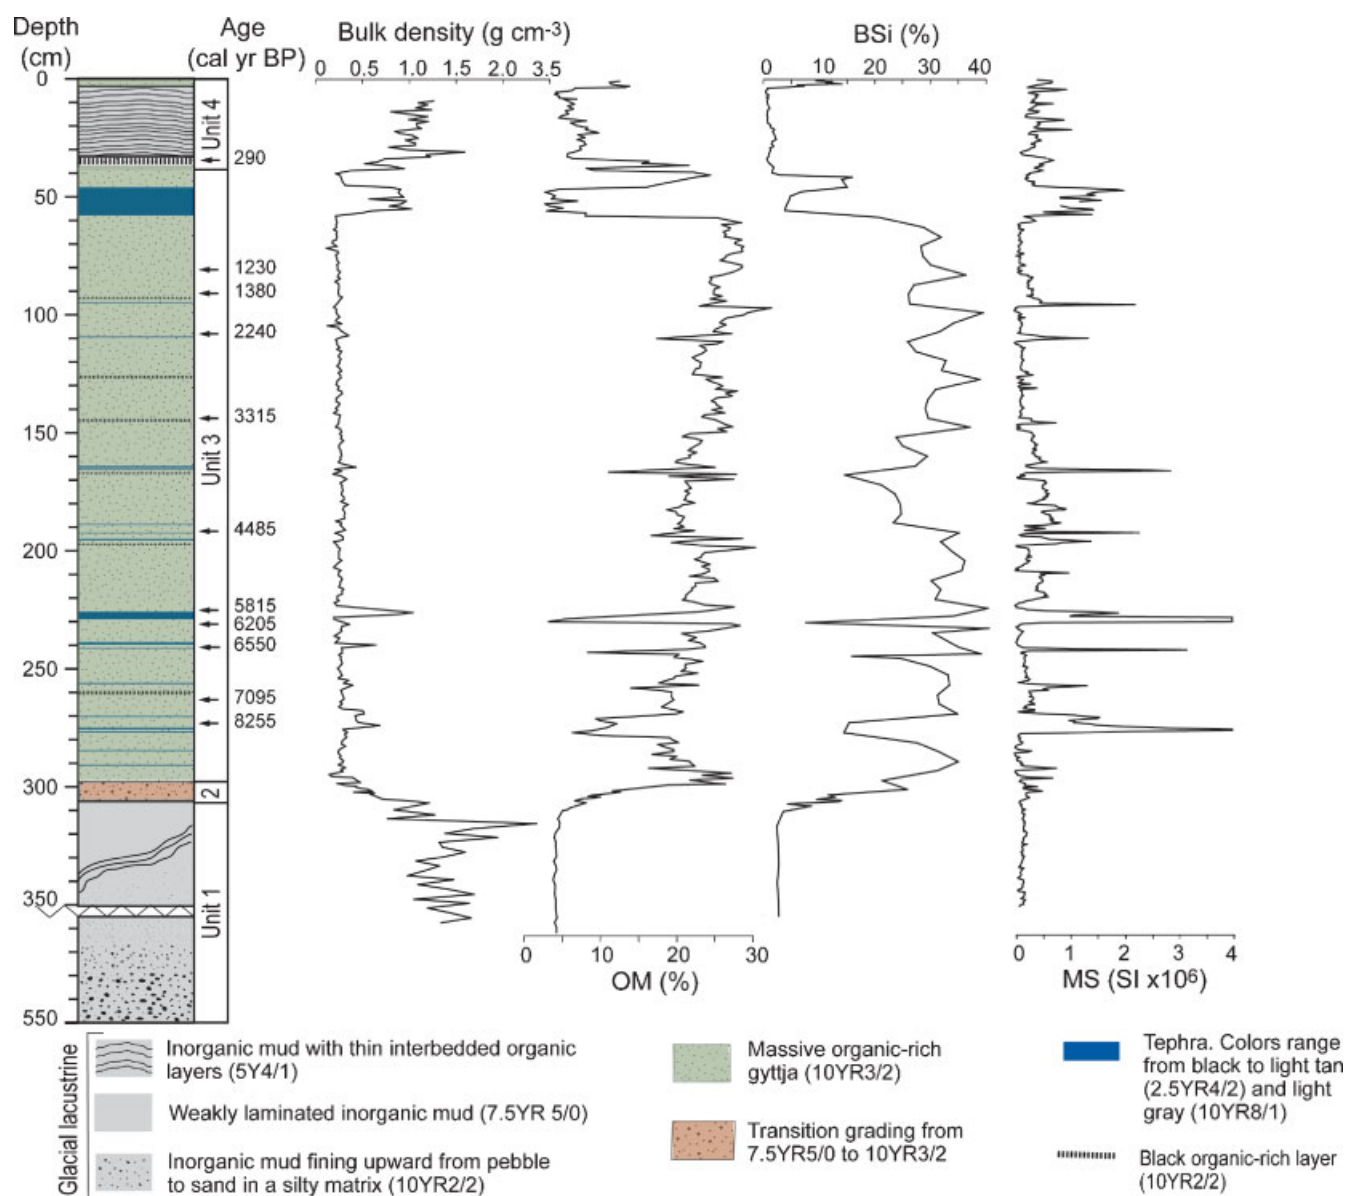 Depth
(cm)
Age
(cal yr BP)
Bulk density (g cm-3)
BSi (%)
0 0.5 1.0 1.5 2.0 3.5
0 10 20 30 40
0
50
100
150
200
250
300
350
550
Unit 4
Unit 3
2
Unit 1
290
1230
1380
2240
3315
4485
5815
6205
6550
7095
8255
0 10 20 30
OM (%)
0 1 2 3 4
MS (SI x106)
Glacial lacustrine
Inorganic mud with thin interbedded organic
layers (5Y4/1)
Weakly laminated inorganic mud (7.5YR 5/0)
Inorganic mud fining upward from pebble
to sand in a silty matrix (10YR2/2)
Massive organic-rich
gyttja (10YR3/2)
Transition grading from
7.5YR5/0 to 10YR3/2
Tephra. Colors range
from black to light tan
(2.5YR4/2) and light
gray (10YR8/1)
Black organic-rich layer
(10YR2/2)